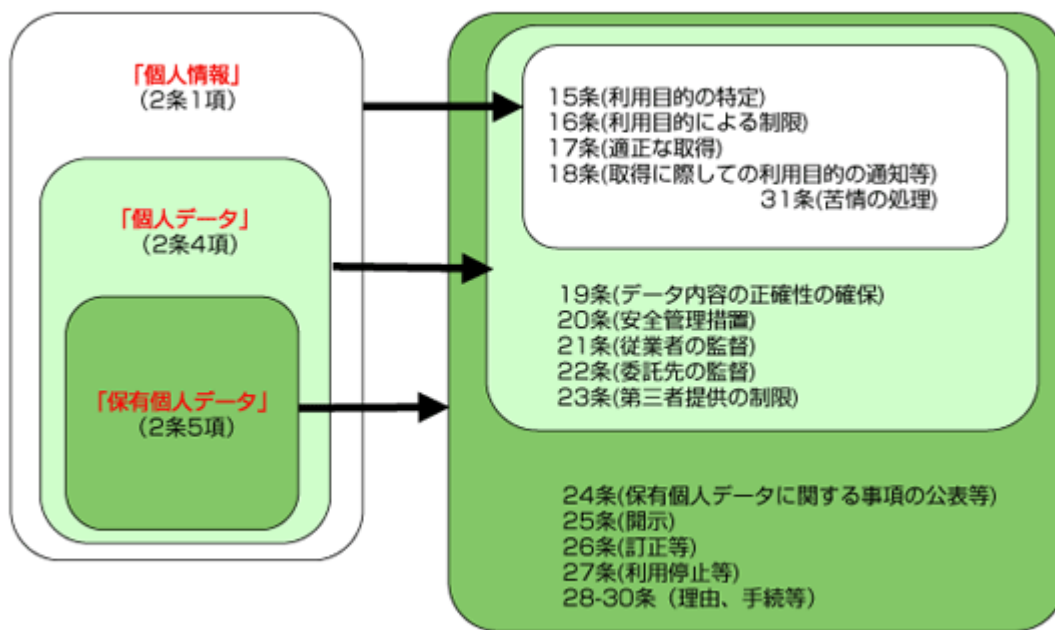 「個人情報」
（2条1項）
「個人データ」
（2条4項）
「保有個人データ」
（2条5項）
15条(利用目的の特定)
16条(利用目的による制限)
17条(適正な取得)
18条(取得に際しての利用目的の通知等)
31条(苦情の処理)
19条(データ内容の正確性の確保)
20条(安全管理措置)
21条(従業者の監督)
22条(委託先の監督)
23条(第三者提供の制限)
24条(保有個人データに関する事項の公表等)
25条(開示)
26条(訂正等)
27条(利用停止等)
28-30条（理由、手続等）